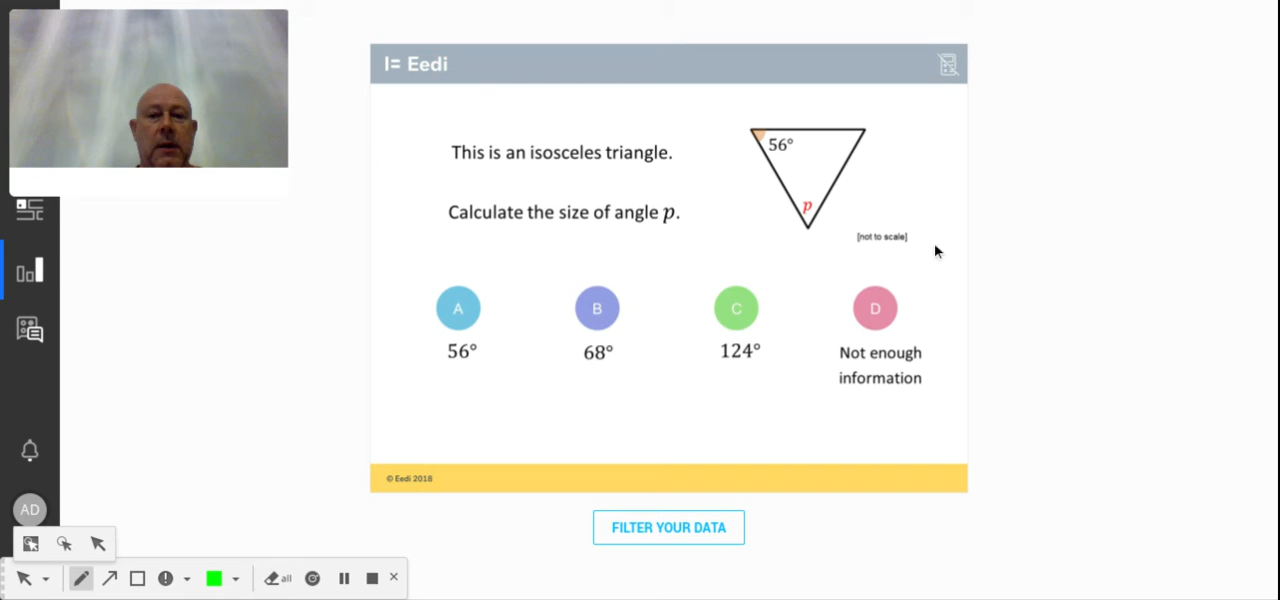 I= Eedi
This is an isosceles triangle.
56°
Calculate the size of angle p.
p
[not to scale]
A
B
C
D
56°
68°
124°
Not enough
information
© Eedi 2018
AD
FILTER YOUR DATA
all